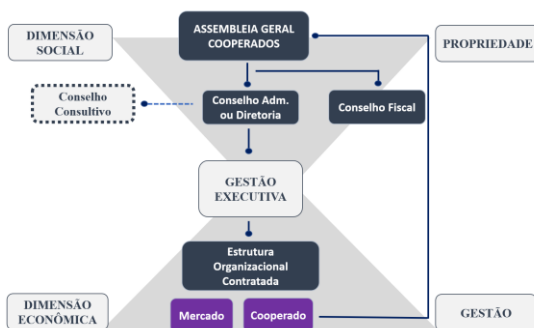 DIMENSÃO
SOCIAL
ASSEMBLEIA GERAL
COOPERADOS
PROPRIEDADE
Conselho
Consultivo
Conselho Adm.
ou Diretoria
Conselho Fiscal
GESTÃO
EXECUTIVA
Estrutura
Organizacional
Contratada
DIMENSÃO
ECONÔMICA
Mercado
Cooperado
GESTÃO